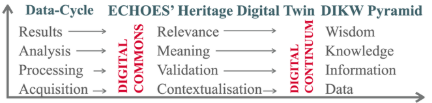 Data-Cycle ECHOES' Heritage Digital Twin DIKW Pyramid
Results Relevance Wisdom
Analysis Meaning Knowledge
Processing Validation Information
Acquisition Contextualisation Data
DIGITAL
COMMONS
DIGITAL
CONTINUUM